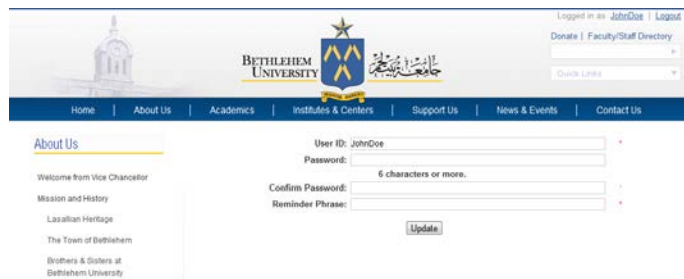 Logged in as JohnDoe | Logout
Donate | Faculty/Staff Directory
Quick Links
BETHLEHEM
UNIVERSITY
جامعة بيت لحم
Home | About Us | Academics | Institutes & Centers | Support Us | News & Events | Contact Us
About Us
Welcome from Vice Chancellor
Mission and History
Lasallian Heritage
The Town of Bethlehem
Brothers & Sisters at
Bethlehem University
User ID: JohnDoe *
Password:
6 characters or more.
Confirm Password: *
Reminder Phrase: *
Update